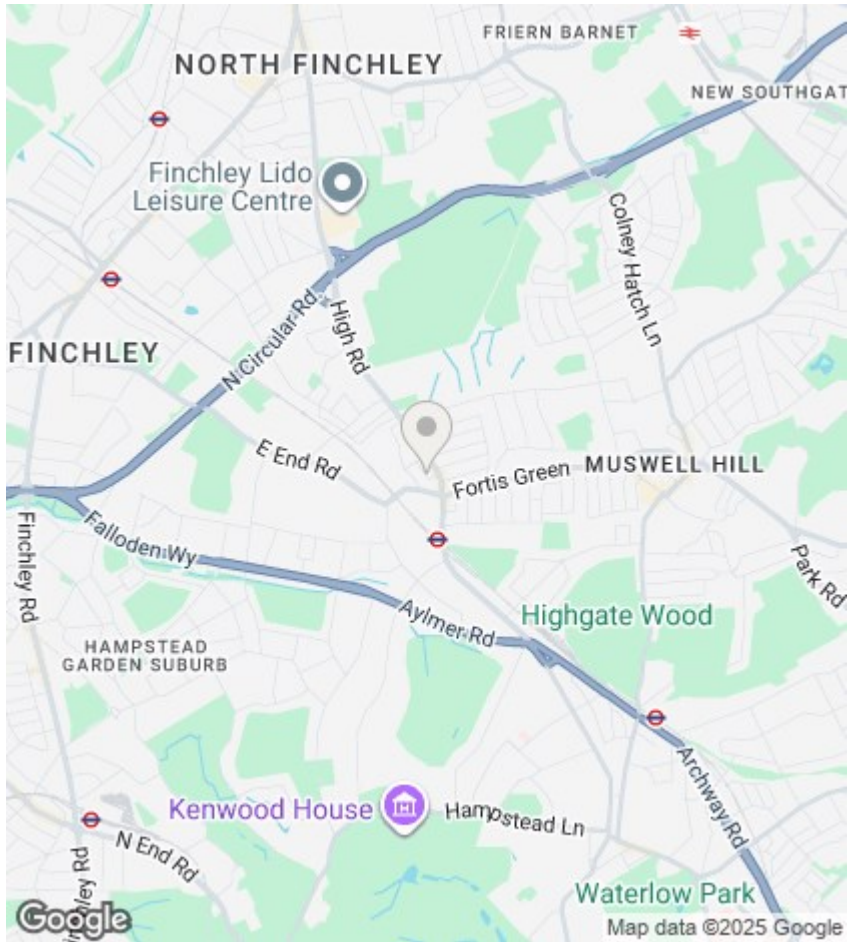 FRIERN BARNET
NORTH FINCHLEY
NEW SOUTHGAT
Finchley Lido
Leisure Centre
Colney Hatch Ln
N Circular Rd
High Rd
FINCHLEY
E End Rd
Fortis Green
MUSWELL HILL
Finchley Rd
Falloden Wy
Park Rd
Aylmer Rd
Highgate Wood
HAMPSTEAD
GARDEN SUBURB
Archway Rd
Kenwood House
Hampstead Ln
N End Rd
Finchley Rd
Waterlow Park
Google
Map data ©2025 Google